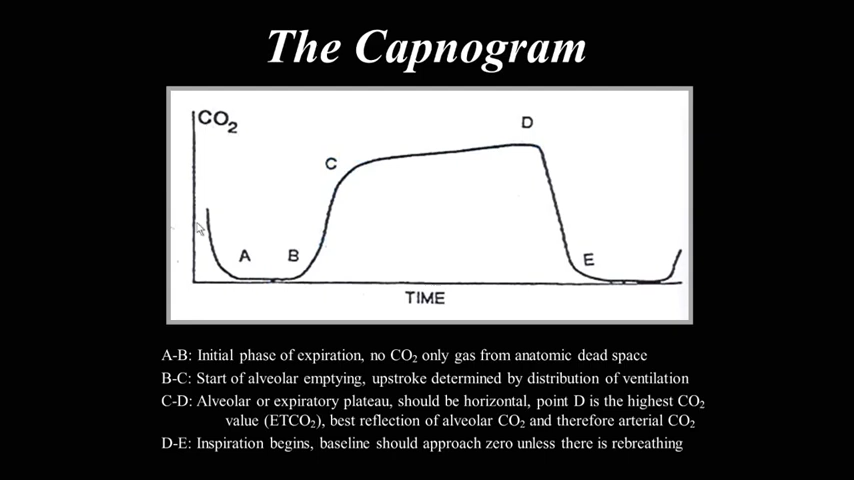 The Capnogram
CO₂
D
C
A
B
E
TIME
A-B: Initial phase of expiration, no CO₂ only gas from anatomic dead space
B-C: Start of alveolar emptying, upstroke determined by distribution of ventilation
C-D: Alveolar or expiratory plateau, should be horizontal, point D is the highest CO₂
value (ETCO₂), best reflection of alveolar CO₂ and therefore arterial CO₂
D-E: Inspiration begins, baseline should approach zero unless there is rebreathing